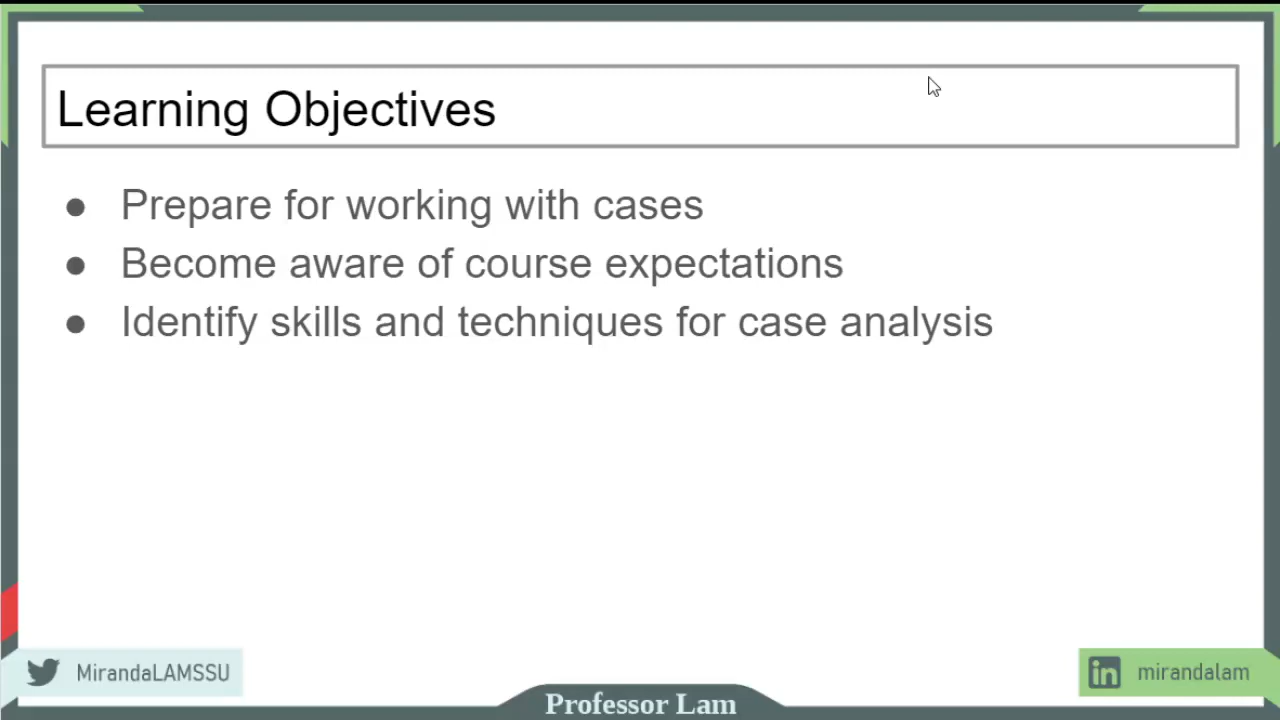 Learning Objectives
● Prepare for working with cases
● Become aware of course expectations
● Identify skills and techniques for case analysis
MirandaLAMSSU
in mirandalam
Professor Lam